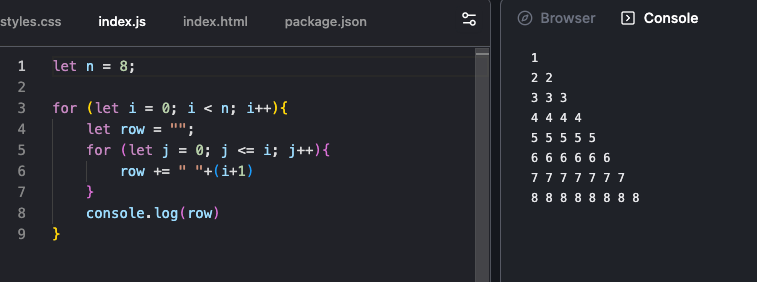 styles.css index.js index.html package.json
1 let n = 8;
2
3 for (let i = 0; i < n; i++){
4 let row = "";
5 for (let j = 0; j <= i; j++){
6 row += " "+(i+1)
7 }
8 console.log(row)
9 }
Browser Console
1
2 2
3 3 3
4 4 4 4
5 5 5 5 5
6 6 6 6 6 6
7 7 7 7 7 7 7
8 8 8 8 8 8 8 8